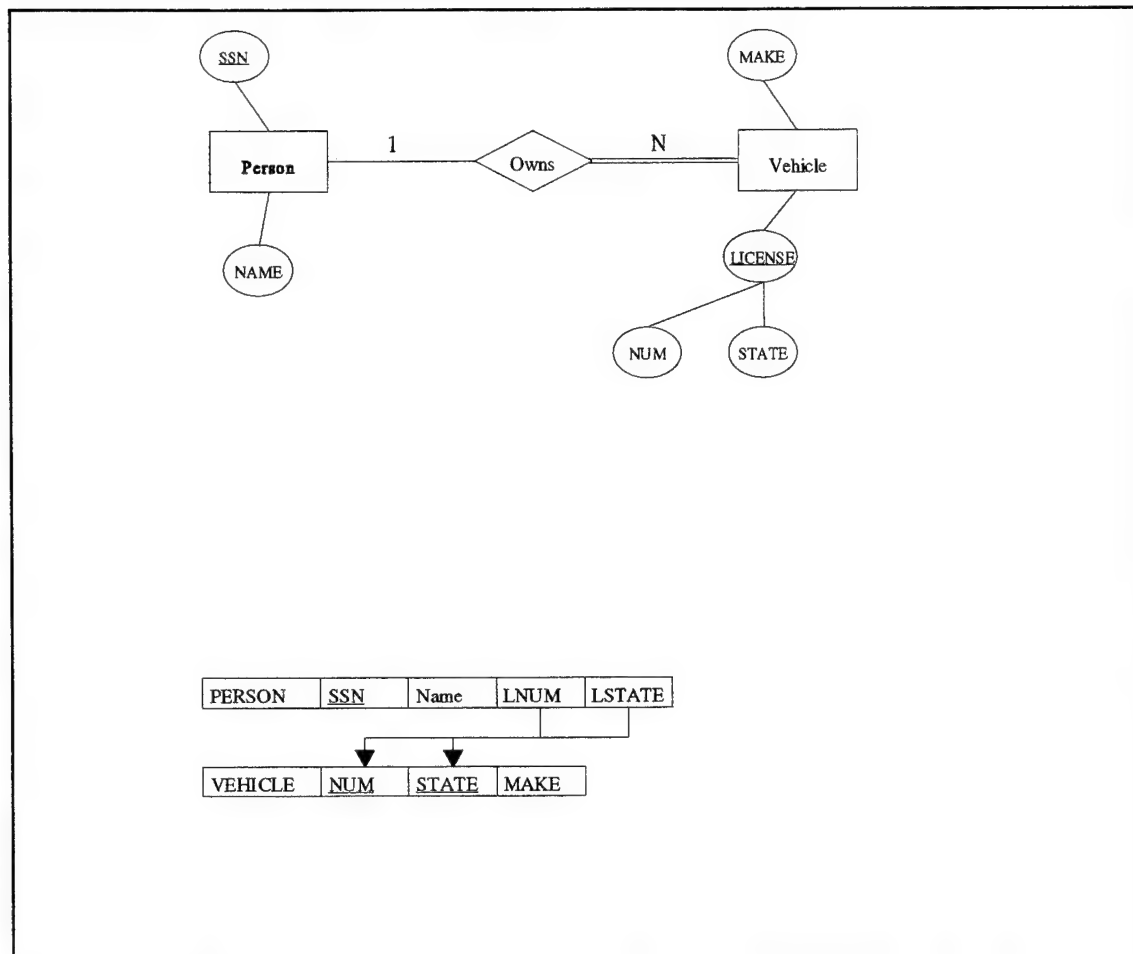 SSN
MAKE
1
N
Person
Owns
Vehicle
NAME
LICENSE
NUM
STATE
PERSON SSN Name LNUM LSTATE
VEHICLE NUM STATE MAKE